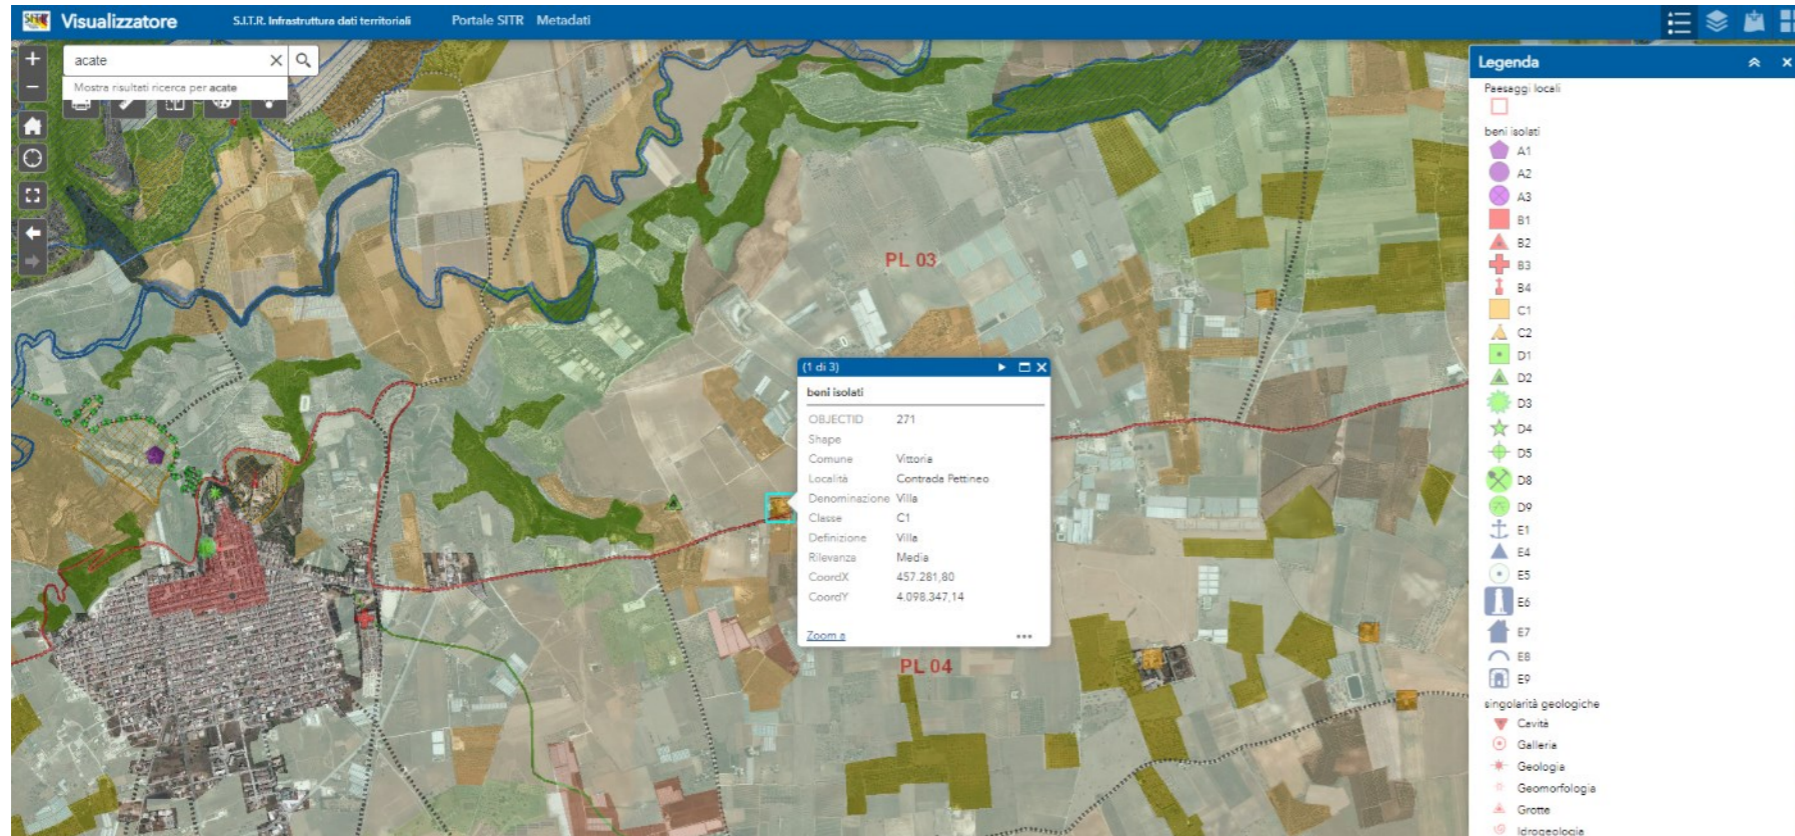 SITR Visualizzatore S.I.T.R. Infrastruttura dati territoriali Portale SITR Metadati
acate
Mostra risultati ricerca per acate
PL 03
0
0
(1 di 3)
beni isolati
OBJECTID 271
Shape
Comune Vittoria
Località Contrada Pettineo
Denominazione Villa
Classe C1
Definizione Villa
Rilevanza Media
CoordX 457.281,80
CoordY 4.098.347,14
Zoom a
PL 04
Legenda
Paesaggi locali
beni isolati
A1
A2
A3
B1
B2
B3
B4
C1
C2
D1
D2
D3
D4
D5
D8
D9
E1
E4
E5
E6
E7
E8
E9
singolarità geologiche
Cavità
Galleria
Geologia
Geomorfologia
Grotte
Idrogeologia